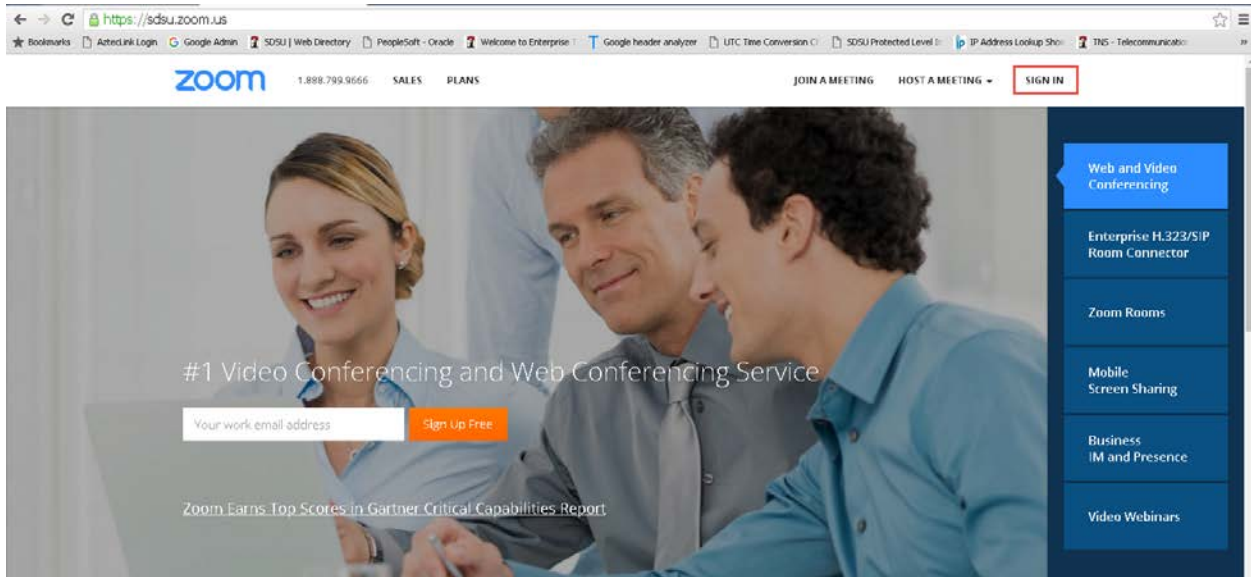 https://sdsu.zoom.us
Bookmarks AztecLink Login Google Admin SDSU | Web Directory PeopleSoft - Oracle Welcome to Enterprise Google header analyzer UTC Time Conversion SDSU Protected Level IP Address Lookup TNS - Telecommunication
zoom 1.888.799.9666 SALES PLANS JOIN A MEETING HOST A MEETING SIGN IN
Web and Video
Conferencing
Enterprise H.323/SIP
Room Connector
Zoom Rooms
Mobile
Screen Sharing
Business
IM and Presence
Video Webinars
#1 Video Conferencing and Web Conferencing Service
Your work email address Sign Up Free
Zoom Earns Top Scores in Gartner Critical Capabilities Report